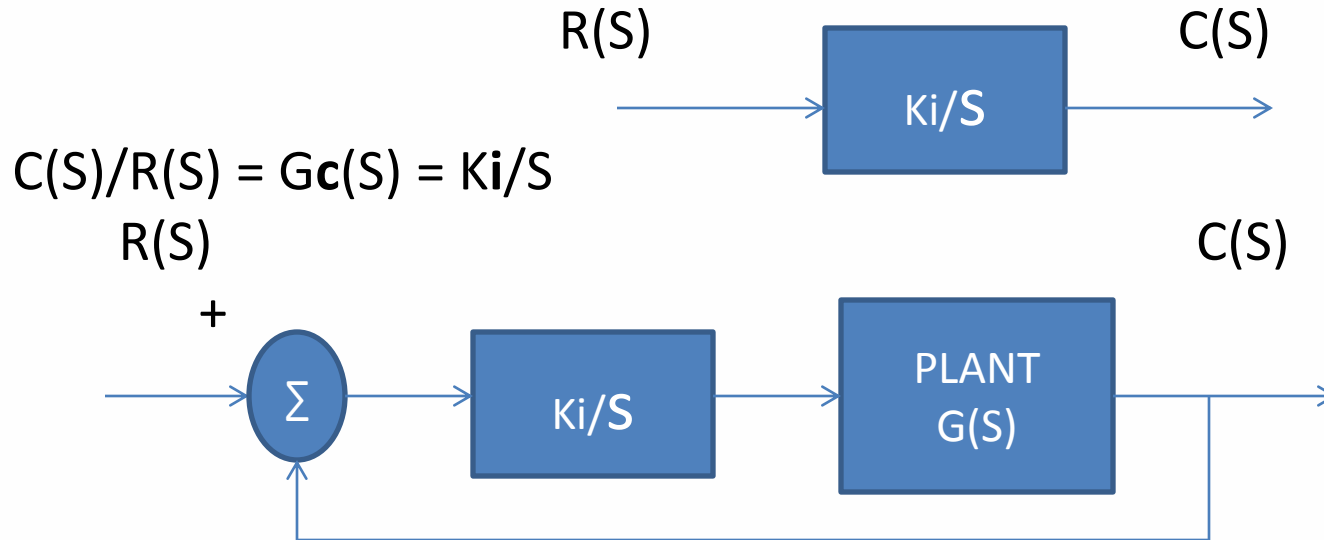 R(S)
C(S)
Ki/S
C(S)/R(S) = Gc(S) = Ki/S
R(S)
C(S)
+
Σ
Ki/S
PLANT
G(S)